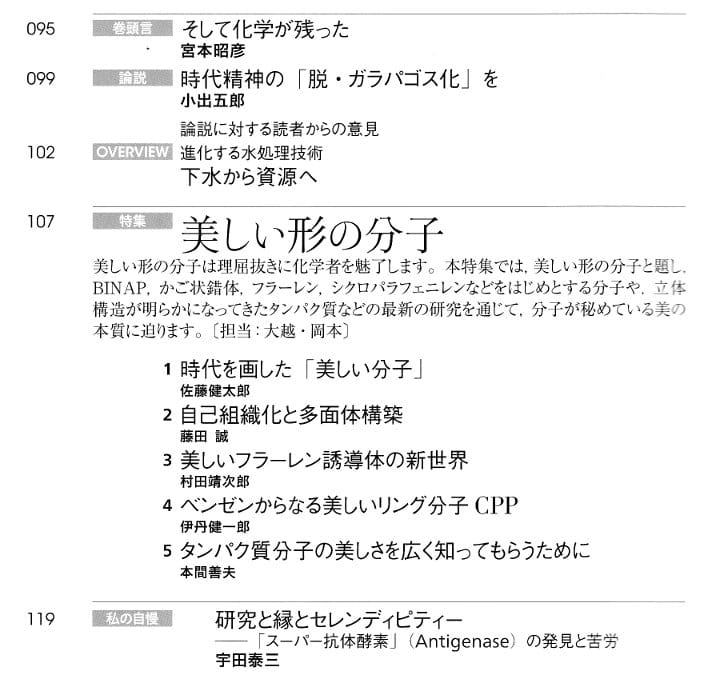 095 巻頭言 そして化学が残った
宮本昭彦
099 論説 時代精神の「脱・ガラパゴス化」を
小出五郎
論説に対する読者からの意見
102 OVERVIEW 進化する水処理技術
下水から資源へ
107 特集 美しい形の分子
美しい形の分子は理屈抜きに化学者を魅了します。本特集では，美しい形の分子と題し，
BINAP，かご状錯体，フラーレン，シクロパラフェニレンなどをはじめとする分子や，立体
構造が明らかになってきたタンパク質などの最新の研究を通じて，分子が秘めている美の
本質に迫ります。〔担当：大越・岡本〕
1 時代を画した「美しい分子」
佐藤健太郎
2 自己組織化と多面体構築
藤田 誠
3 美しいフラーレン誘導体の新世界
村田靖次郎
4 ベンゼンからなる美しいリング分子 CPP
伊丹健一郎
5 タンパク質分子の美しさを広く知ってもらうために
本間善夫
119 私の自慢 研究と縁とセレンディピティー
——「スーパー抗体酵素」（Antigenase）の発見と苦労
宇田泰三